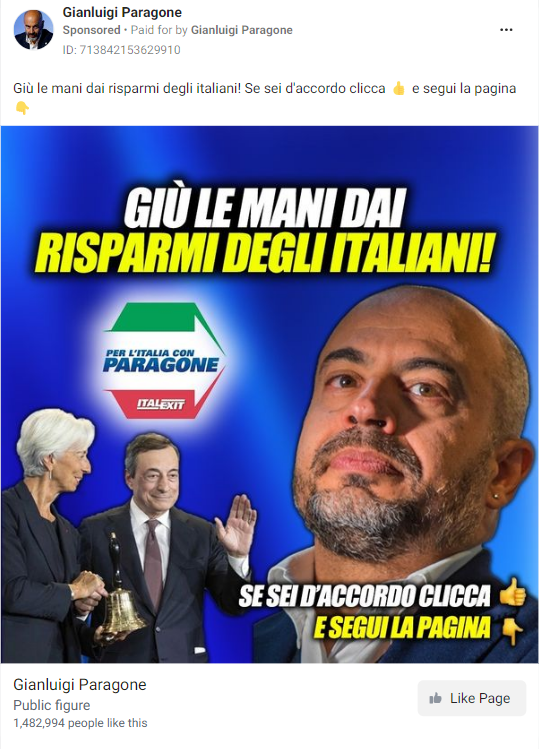 Gianluigi Paragone
Sponsored • Paid for by Gianluigi Paragone
ID: 713842153629910
Giù le mani dai risparmi degli italiani! Se sei d'accordo clicca 👍 e segui la pagina
👇
GIÙ LE MANI DAI
RISPARMI DEGLI ITALIANI!
PER L'ITALIA CON
PARAGONE
ITALEXIT
SE SEI D'ACCORDO CLICCA 👍
E SEGUI LA PAGINA 👇
Gianluigi Paragone
Public figure
1,482,994 people like this
Like Page